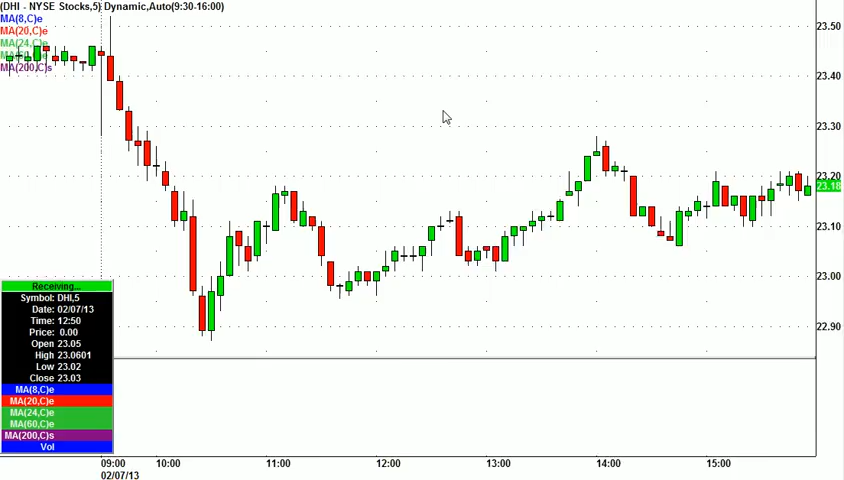 (DHI - NYSE Stocks,5) Dynamic,Auto(9:30-16:00)
MA(8,C)e
MA(20,C)e
MA(24,C)e
MA(60,C)e
MA(200,C)s
23.50
23.40
23.30
23.20
23.18
23.10
23.00
22.90
Receiving...
Symbol: DHI,5
Date: 02/07/13
Time: 12:50
Price: 0.00
Open 23.05
High 23.0601
Low 23.02
Close 23.03
MA(8,C)e
MA(20,C)e
MA(24,C)e
MA(60,C)e
MA(200,C)s
Vol
09:00 10:00 11:00 12:00 13:00 14:00 15:00
02/07/13